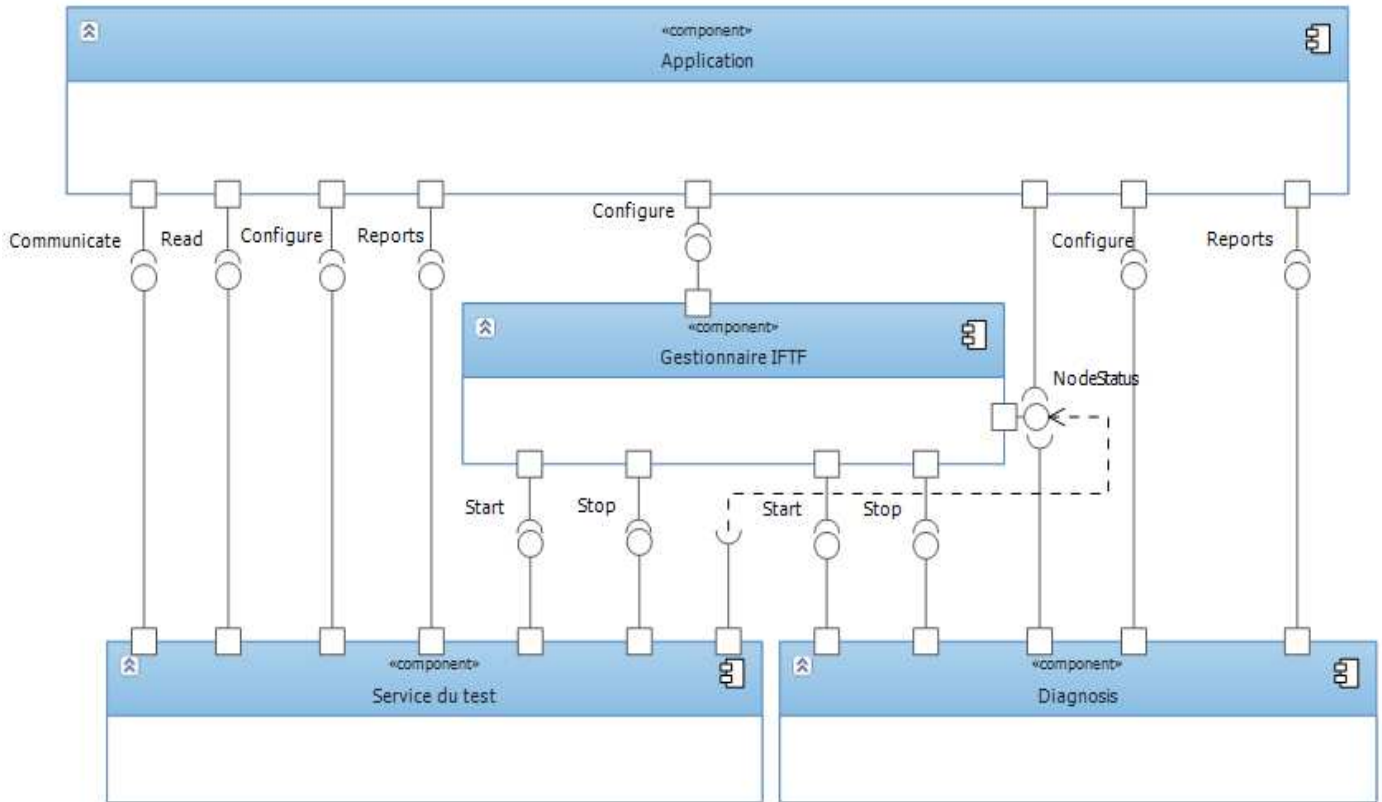 «component»
Application
Communicate
Read
Configure
Reports
Configure
Configure
Reports
«component»
Gestionnaire IFTF
NodeStatus
Start
Stop
Start
Stop
«component»
Service du test
«component»
Diagnosis